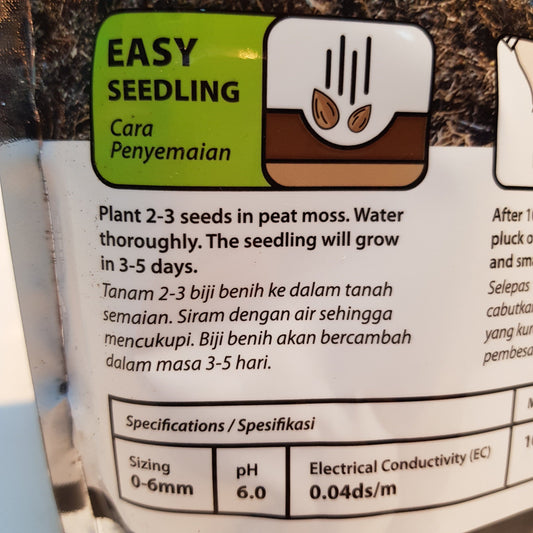 EASY
SEEDLING
Cara
Penyemaian
Plant 2-3 seeds in peat moss. Water
thoroughly. The seedling will grow
in 3-5 days.
Tanam 2-3 biji benih ke dalam tanah
semaian. Siram dengan air sehingga
mencukupi. Biji benih akan bercambah
dalam masa 3-5 hari.
After
pluck
and
Selepas
yang
Specifications / Spesifikasi
Sizing
0-6mm
pH
6.0
Electrical Conductivity (EC)
0.04ds/m